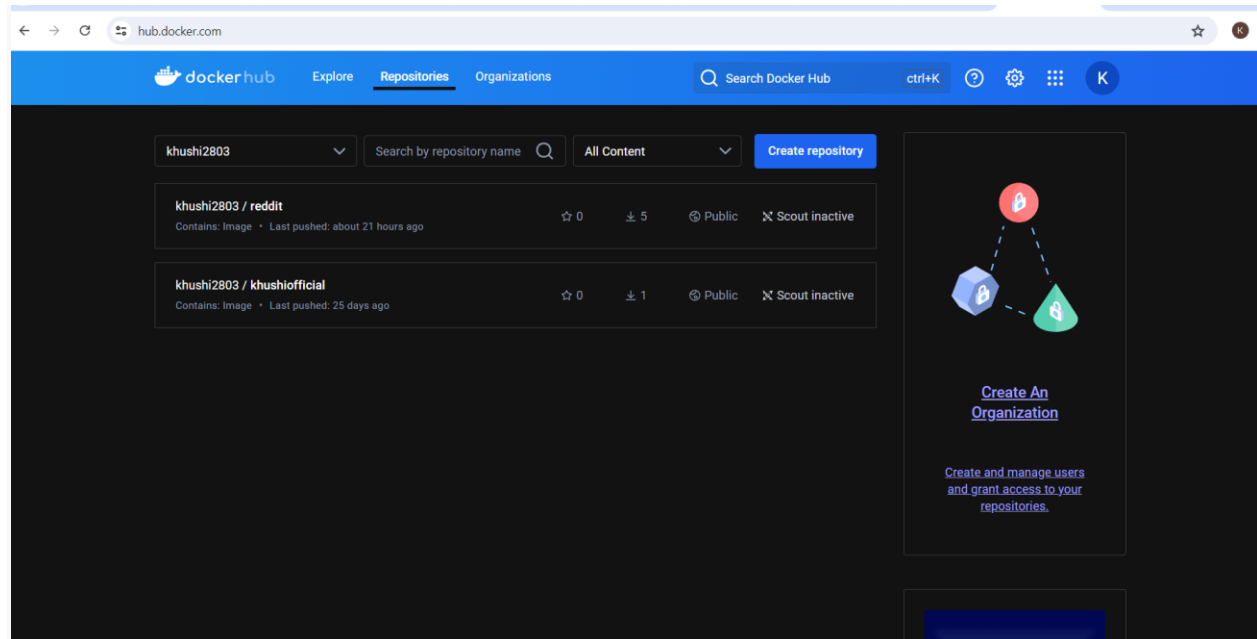 hub.docker.com
K
dockerhub
Explore
Repositories
Organizations
Search Docker Hub
ctrl+K
K
khushi2803
Search by repository name
All Content
Create repository
khushi2803 / reddit
Contains: Image • Last pushed: about 21 hours ago
0
5
Public
Scout inactive
khushi2803 / khushiofficial
Contains: Image • Last pushed: 25 days ago
0
1
Public
Scout inactive
Create An
Organization
Create and manage users
and grant access to your
repositories.